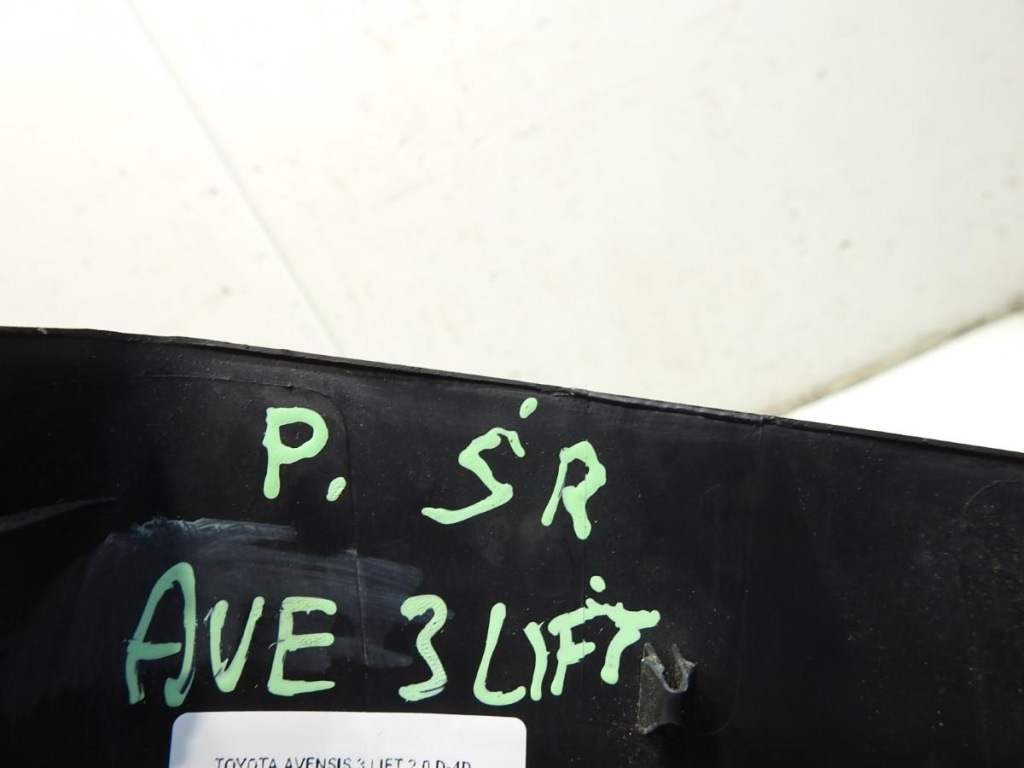 P. ŚR
AVE 3 LIFT
TOYOTA AVENSIS 3 LIFT 2.0 D-4D